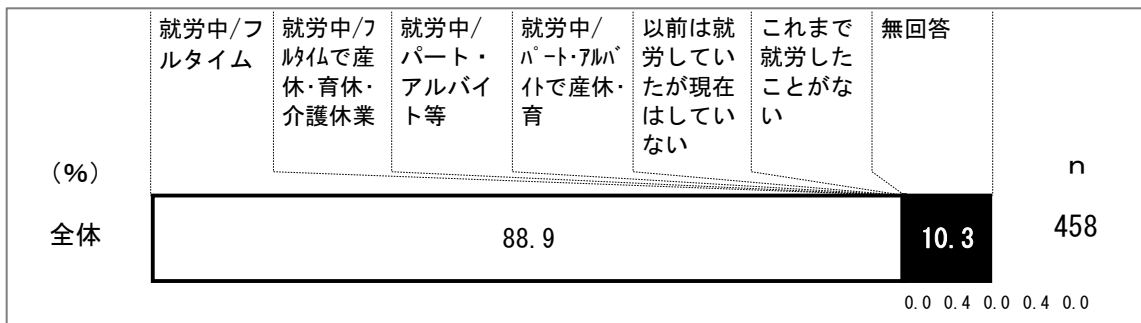 就労中/フ
ルタイム
就労中/フ
ルタイムで産
休・育休・
介護休業
就労中/
パート・
アルバイ
ト等
就労中/
パート・アルバ
イトで産休・
育
以前は就
労してい
たが現在
はしてい
ない
これまで
就労した
ことがな
い
無回答
(%)
n
全体
88.9
10.3
458
0.0 0.4 0.0 0.4 0.0